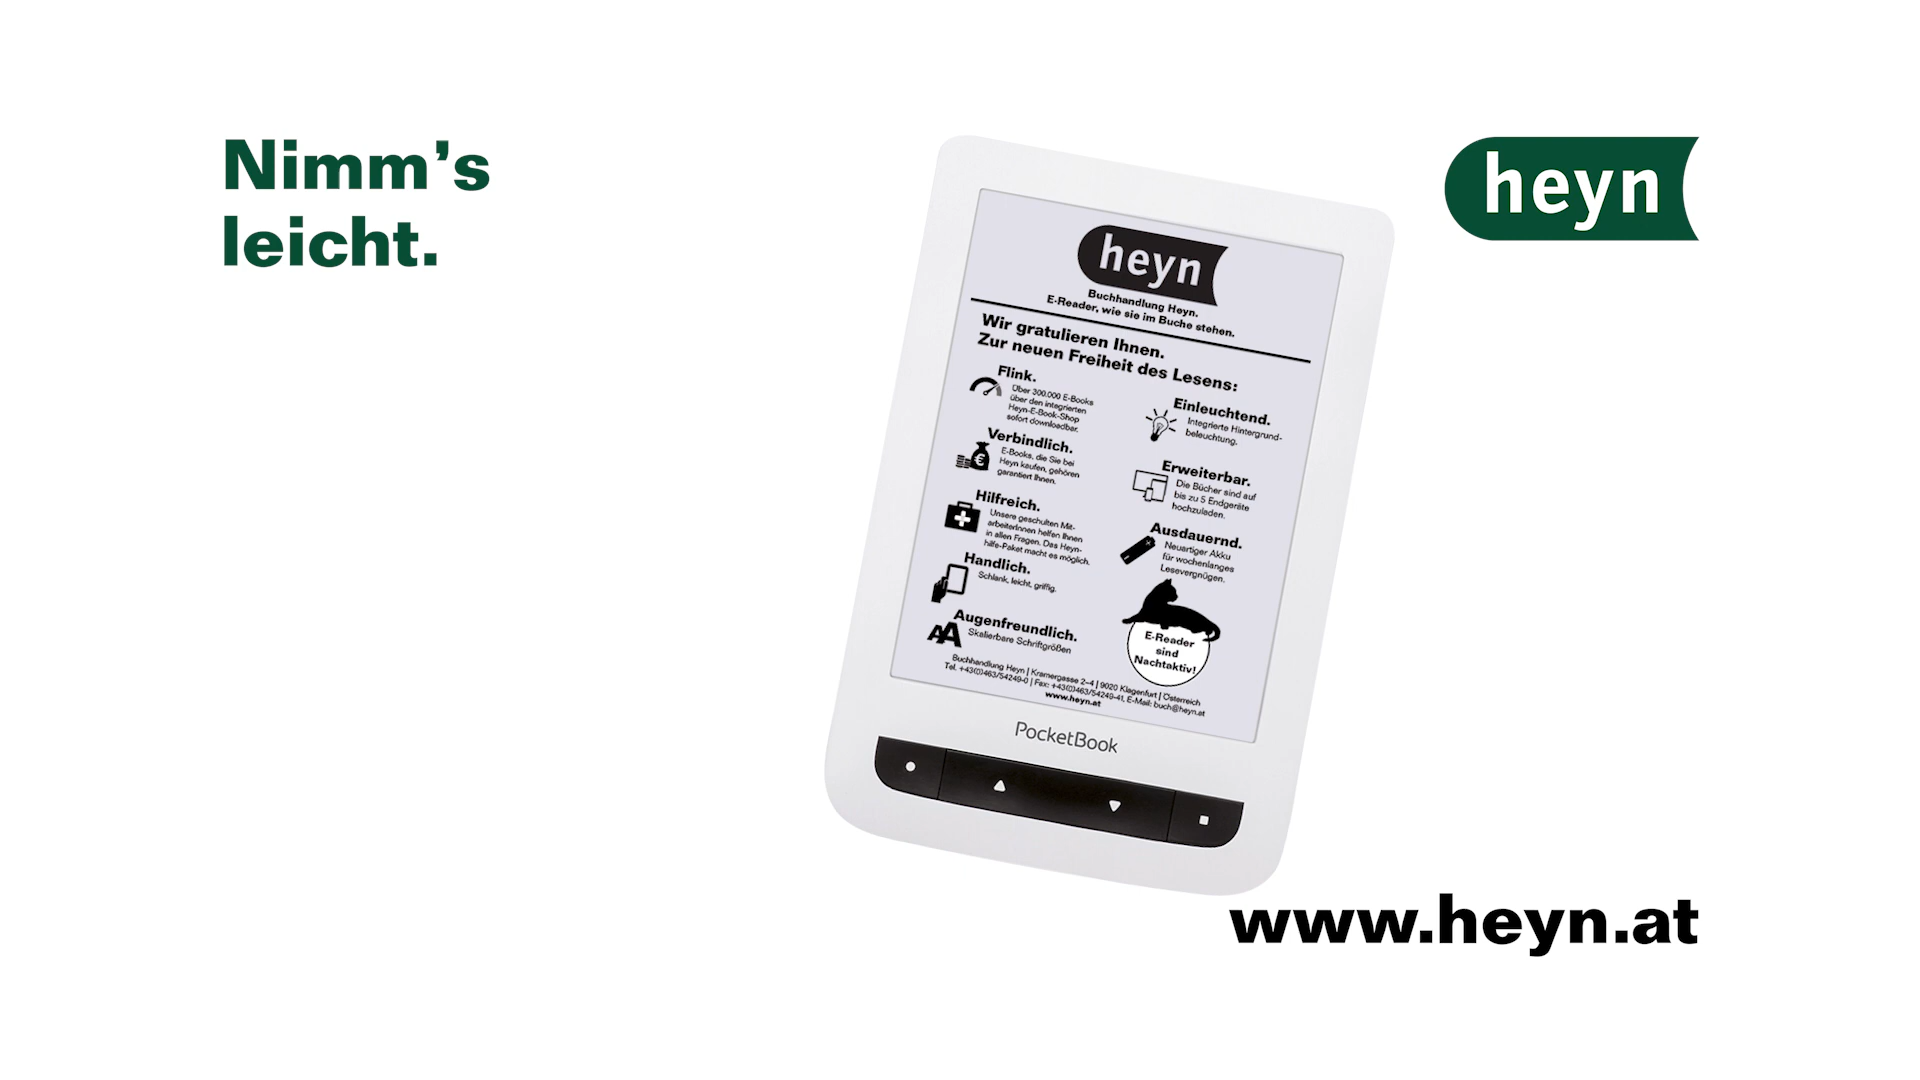 Nimm's
leicht.
heyn
heyn
Buchhandlung Heyn.
E-Reader, wie sie im Buche stehen.
Wir gratulieren Ihnen.
Zur neuen Freiheit des Lesens:
Flink.
Über 300.000 E-Books
über den integrierten
Heyn-E-Book-Shop
sofort downloadbar.
Verbindlich.
E-Books, die Sie bei
Heyn kaufen, gehören
garantiert Ihnen.
Hilfreich.
Unsere geschulten Mit-
arbeiterInnen helfen Ihnen
in allen Fragen. Das Heyn-
hilfe-Paket macht es möglich.
Handlich.
Schlank, leicht, griffig.
AA
Augenfreundlich.
Skalierbare Schriftgrößen
Einleuchtend.
Integrierte Hintergrund-
beleuchtung.
Erweiterbar.
Die Bücher sind auf
bis zu 5 Endgeräte
hochzuladen.
Ausdauernd.
Neuartiger Akku
für wochenlanges
Lesevergnügen.
E-Reader
sind
Nachtaktiv!
Buchhandlung Heyn | Kramergasse 2–4 | 9020 Klagenfurt | Österreich
Tel. +43(0)463/54249-0 | Fax: +43(0)463/54249-41, E-Mail: buch@heyn.at
www.heyn.at
PocketBook
www.heyn.at